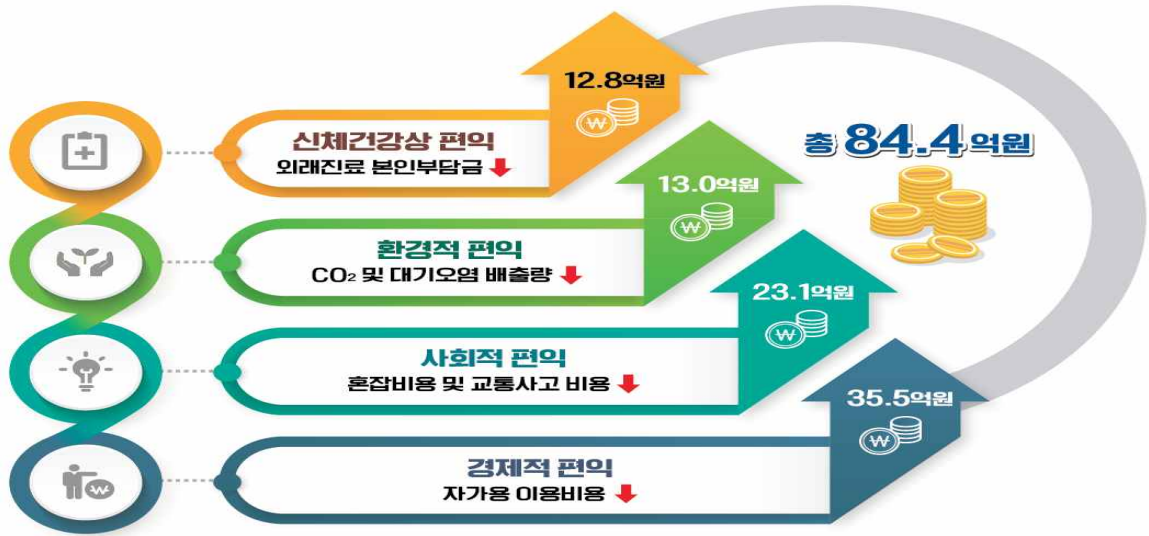 12.8억원
신체건강상 편익
외래진료 본인부담금
총 84.4 억원
13.0억원
환경적 편익
CO₂ 및 대기오염 배출량
23.1억원
사회적 편익
혼잡비용 및 교통사고 비용
35.5억원
경제적 편익
자가용 이용비용